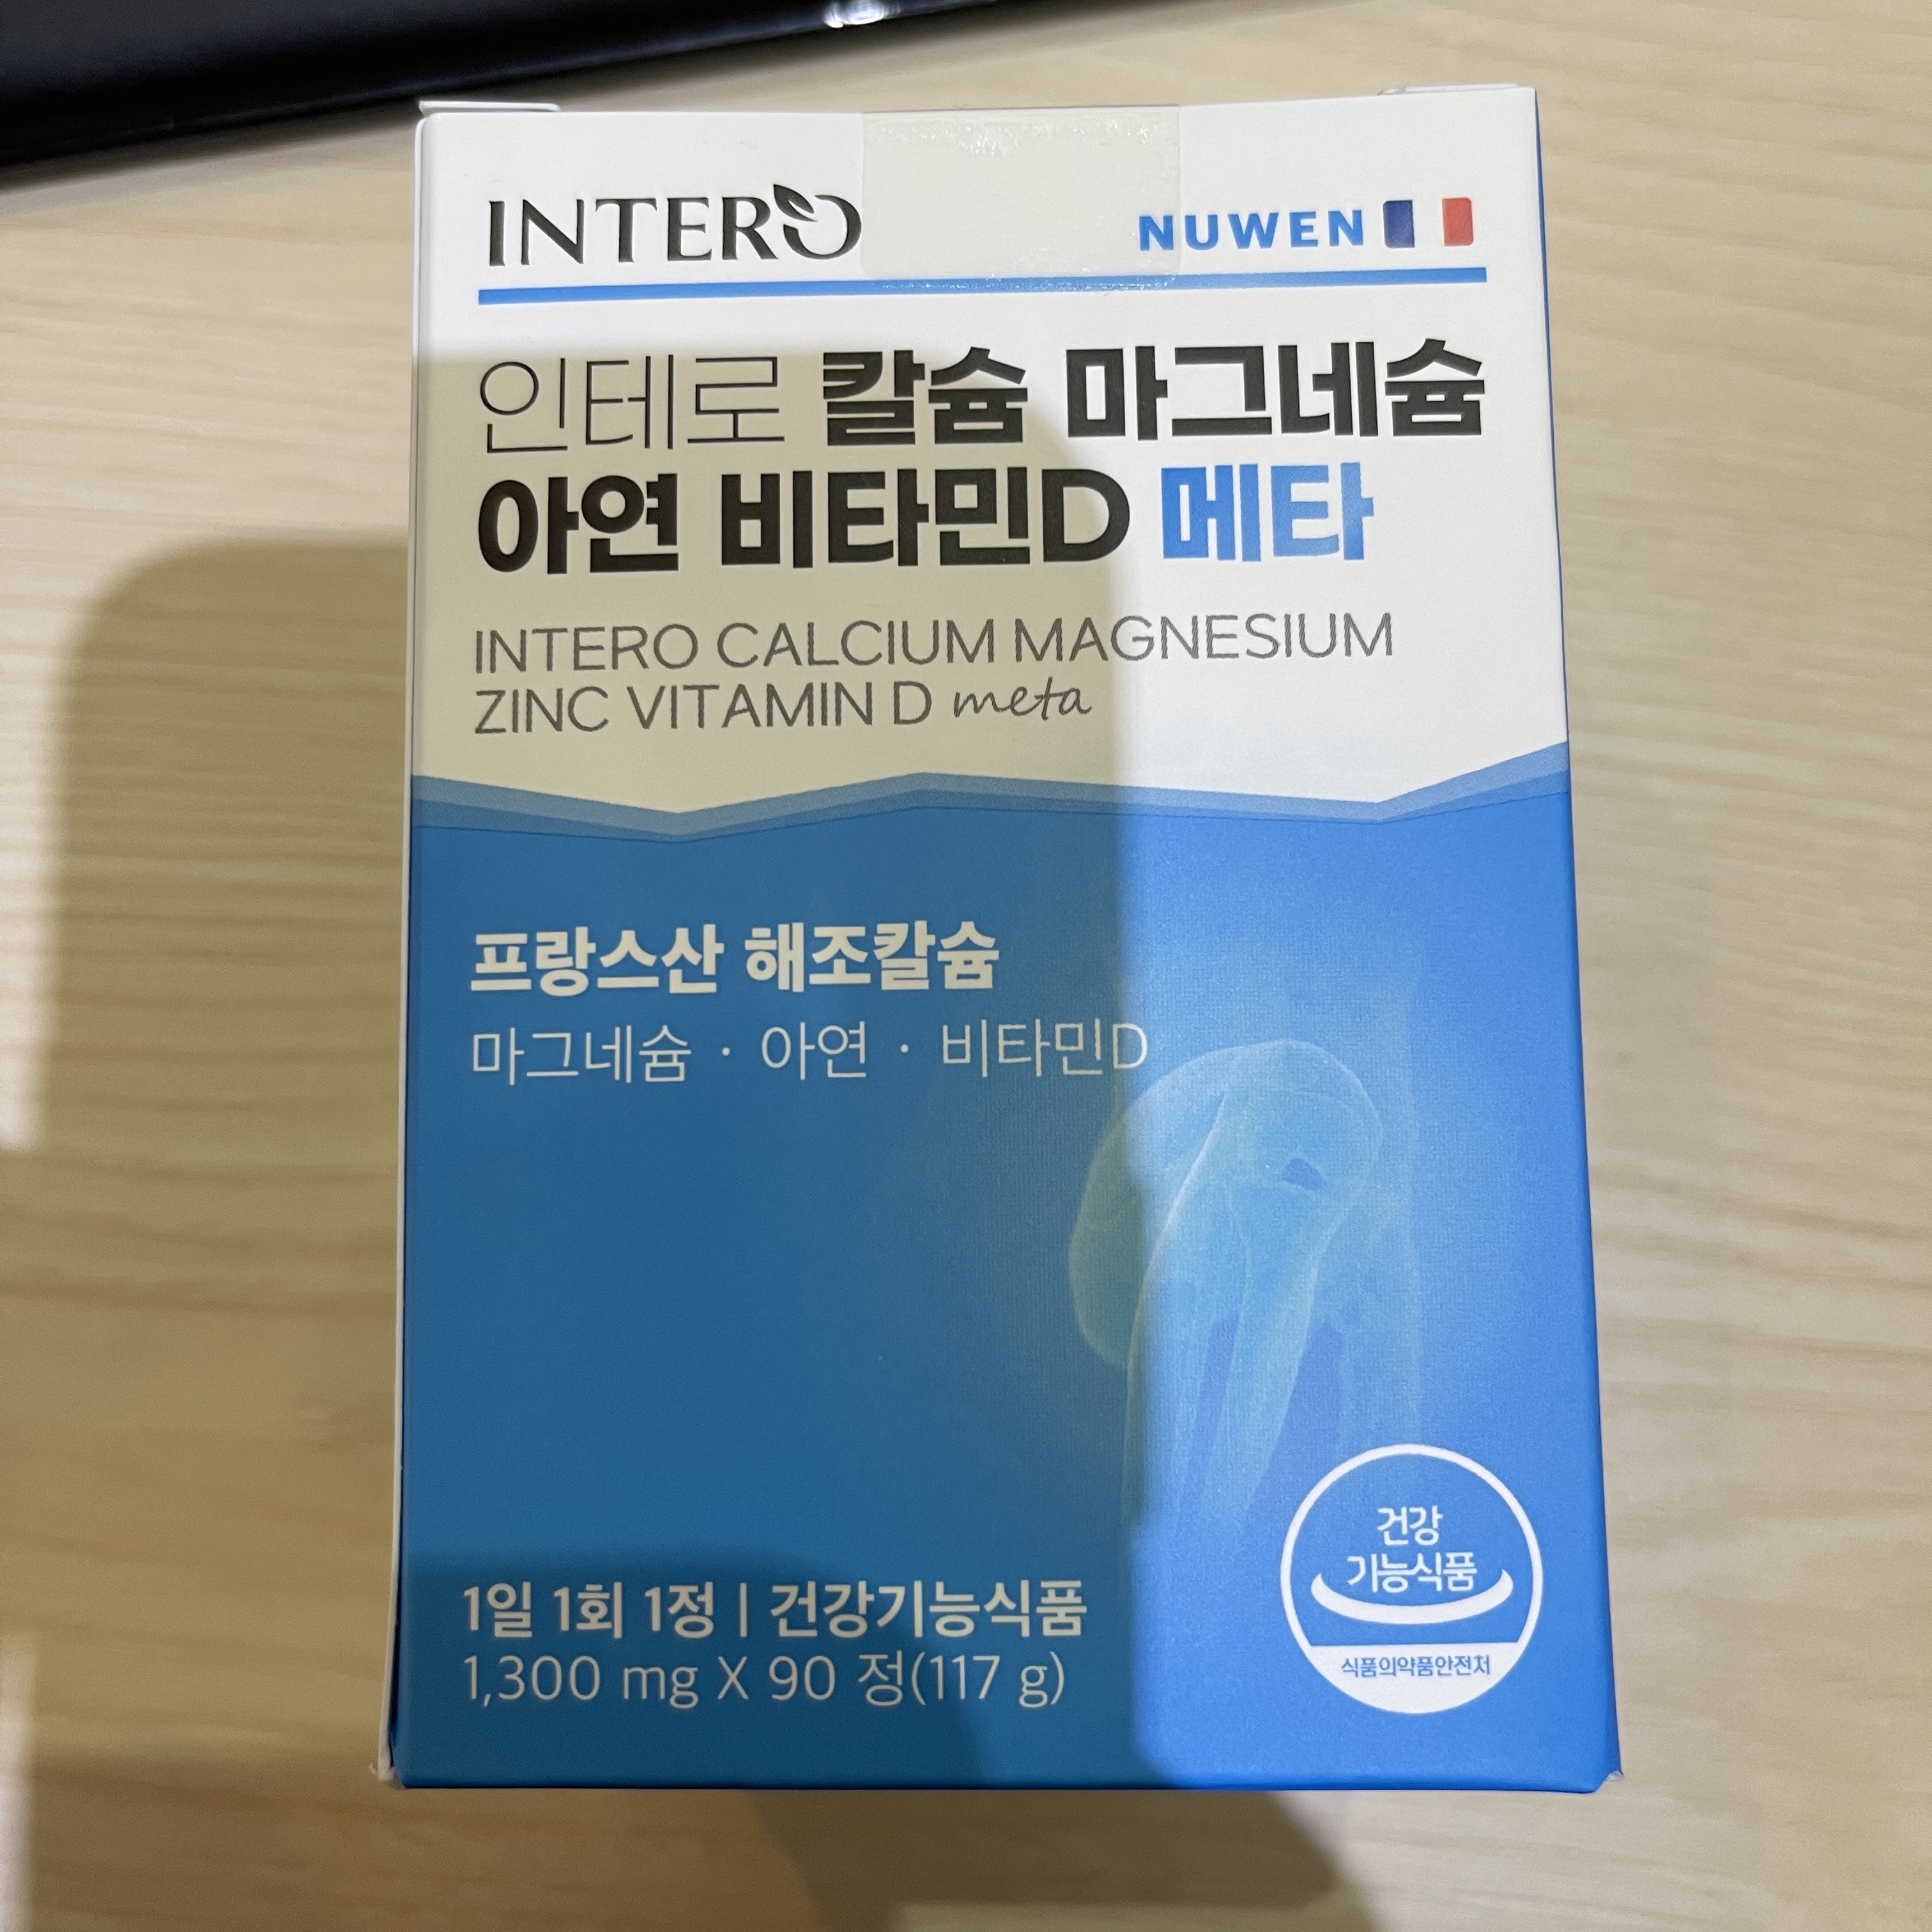 INTERO
NUWEN
인테로 칼슘 마그네슘
아연 비타민D 메타
INTERO CALCIUM MAGNESIUM
ZINC VITAMIN D meta
프랑스산 해조칼슘
마그네슘 · 아연 · 비타민D
1일 1회 1정 | 건강기능식품
1,300 mg X 90 정(117 g)
건강
기능식품
식품의약품안전처